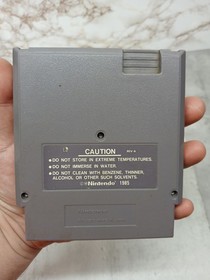 CAUTION
•DO NOT STORE IN EXTREME TEMPERATURES.
•DO NOT IMMERSE IN WATER.
•DO NOT CLEAN WITH BENZENE, THINNER,
ALCOHOL OR OTHER SUCH SOLVENTS.
Nintendo 1985